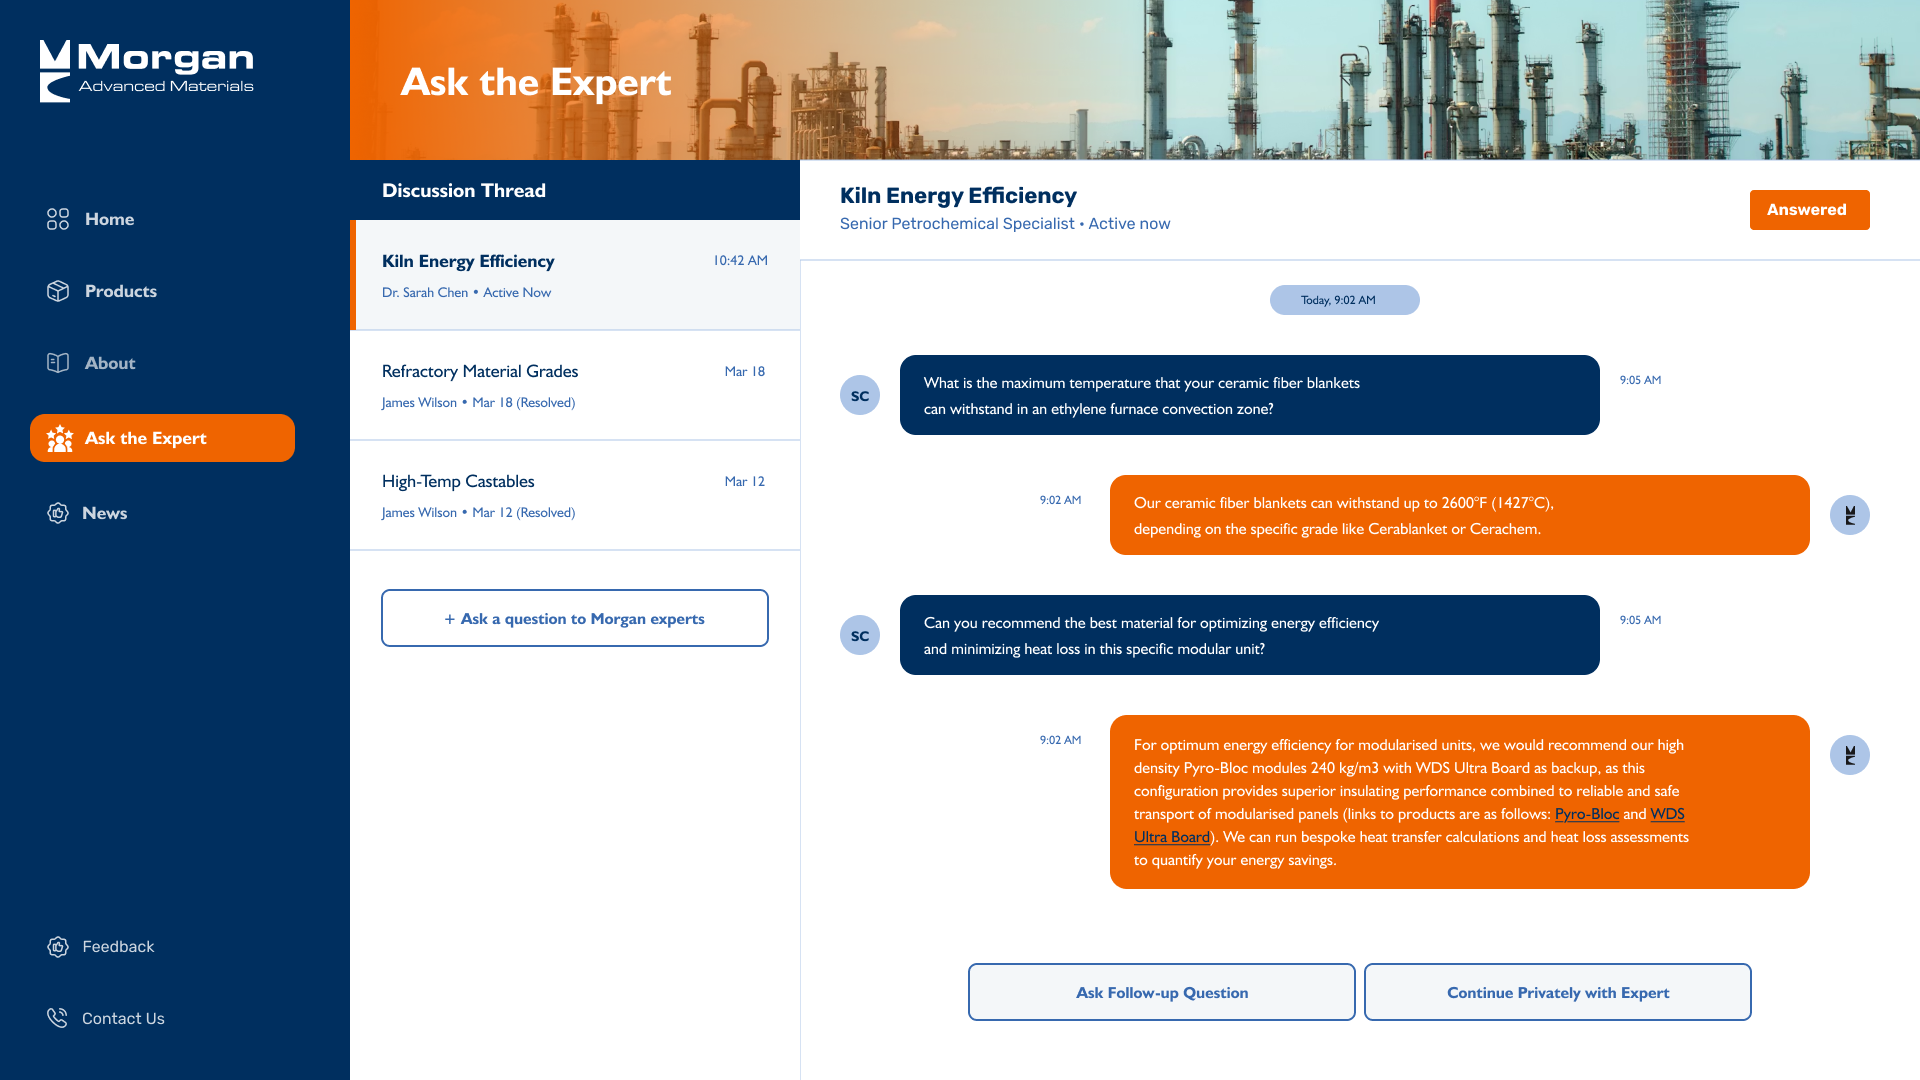 Morgan
Advanced Materials
Home
Products
About
Ask the Expert
News
Feedback
Contact Us
Ask the Expert
Discussion Thread
Kiln Energy Efficiency
10:42 AM
Dr. Sarah Chen • Active Now
Refractory Material Grades
Mar 18
James Wilson • Mar 18 (Resolved)
High-Temp Castables
Mar 12
James Wilson • Mar 12 (Resolved)
+ Ask a question to Morgan experts
Kiln Energy Efficiency
Senior Petrochemical Specialist • Active now
Answered
Today, 9:02 AM
SC
What is the maximum temperature that your ceramic fiber blankets
can withstand in an ethylene furnace convection zone?
9:05 AM
9:02 AM
Our ceramic fiber blankets can withstand up to 2600°F (1427°C),
depending on the specific grade like Cerablanket or Cerachem.
SC
Can you recommend the best material for optimizing energy efficiency
and minimizing heat loss in this specific modular unit?
9:05 AM
9:02 AM
For optimum energy efficiency for modularised units, we would recommend our high
density Pyro-Bloc modules 240 kg/m3 with WDS Ultra Board as backup, as this
configuration provides superior insulating performance combined to reliable and safe
transport of modularised panels (links to products are as follows: Pyro-Bloc and WDS
Ultra Board). We can run bespoke heat transfer calculations and heat loss assessments
to quantify your energy savings.
Ask Follow-up Question
Continue Privately with Expert